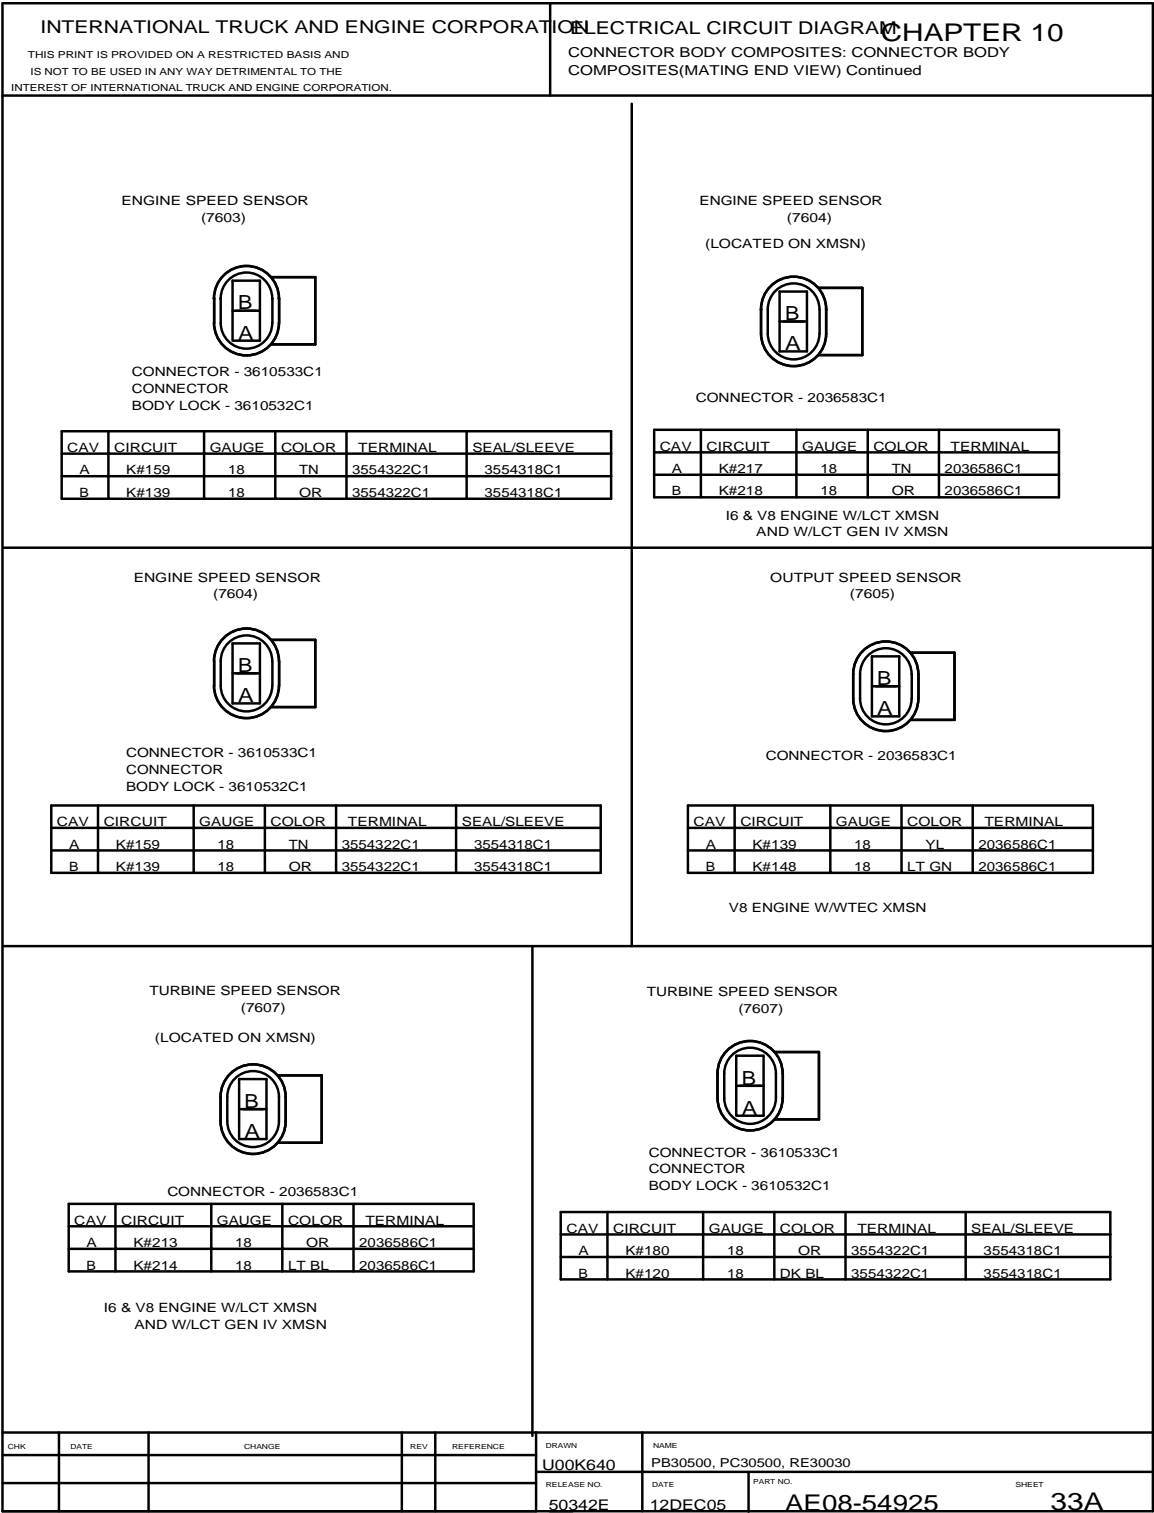 INTERNATIONAL TRUCK AND ENGINE CORPORATION
THIS PRINT IS PROVIDED ON A RESTRICTED BASIS AND
IS NOT TO BE USED IN ANY WAY DETRIMENTAL TO THE
INTEREST OF INTERNATIONAL TRUCK AND ENGINE CORPORATION.
ELECTRICAL CIRCUIT DIAGRAM
CHAPTER 10
CONNECTOR BODY COMPOSITES: CONNECTOR BODY
COMPOSITES(MATING END VIEW) Continued
ENGINE SPEED SENSOR
(7603)
B
A
CONNECTOR - 3610533C1
CONNECTOR
BODY LOCK - 3610532C1
CAV CIRCUIT GAUGE COLOR TERMINAL SEAL/SLEEVE
A K#159 18 TN 3554322C1 3554318C1
B K#139 18 OR 3554322C1 3554318C1
ENGINE SPEED SENSOR
(7604)
(LOCATED ON XMSN)
B
A
CONNECTOR - 2036583C1
CAV CIRCUIT GAUGE COLOR TERMINAL
A K#217 18 TN 2036586C1
B K#218 18 OR 2036586C1
I6 & V8 ENGINE W/LCT XMSN
AND W/LCT GEN IV XMSN
ENGINE SPEED SENSOR
(7604)
B
A
CONNECTOR - 3610533C1
CONNECTOR
BODY LOCK - 3610532C1
CAV CIRCUIT GAUGE COLOR TERMINAL SEAL/SLEEVE
A K#159 18 TN 3554322C1 3554318C1
B K#139 18 OR 3554322C1 3554318C1
OUTPUT SPEED SENSOR
(7605)
B
A
CONNECTOR - 2036583C1
CAV CIRCUIT GAUGE COLOR TERMINAL
A K#139 18 YL 2036586C1
B K#148 18 LT GN 2036586C1
V8 ENGINE W/WTEC XMSN
TURBINE SPEED SENSOR
(7607)
(LOCATED ON XMSN)
B
A
CONNECTOR - 2036583C1
CAV CIRCUIT GAUGE COLOR TERMINAL
A K#213 18 OR 2036586C1
B K#214 18 LT BL 2036586C1
I6 & V8 ENGINE W/LCT XMSN
AND W/LCT GEN IV XMSN
TURBINE SPEED SENSOR
(7607)
B
A
CONNECTOR - 3610533C1
CONNECTOR
BODY LOCK - 3610532C1
CAV CIRCUIT GAUGE COLOR TERMINAL SEAL/SLEEVE
A K#180 18 OR 3554322C1 3554318C1
B K#120 18 DK BL 3554322C1 3554318C1
CHK DATE CHANGE REV REFERENCE
DRAWN
U00K640
NAME
PB30500, PC30500, RE30030
RELEASE NO.
50342E
DATE
12DEC05
PART NO.
AE08-54925
SHEET
33A